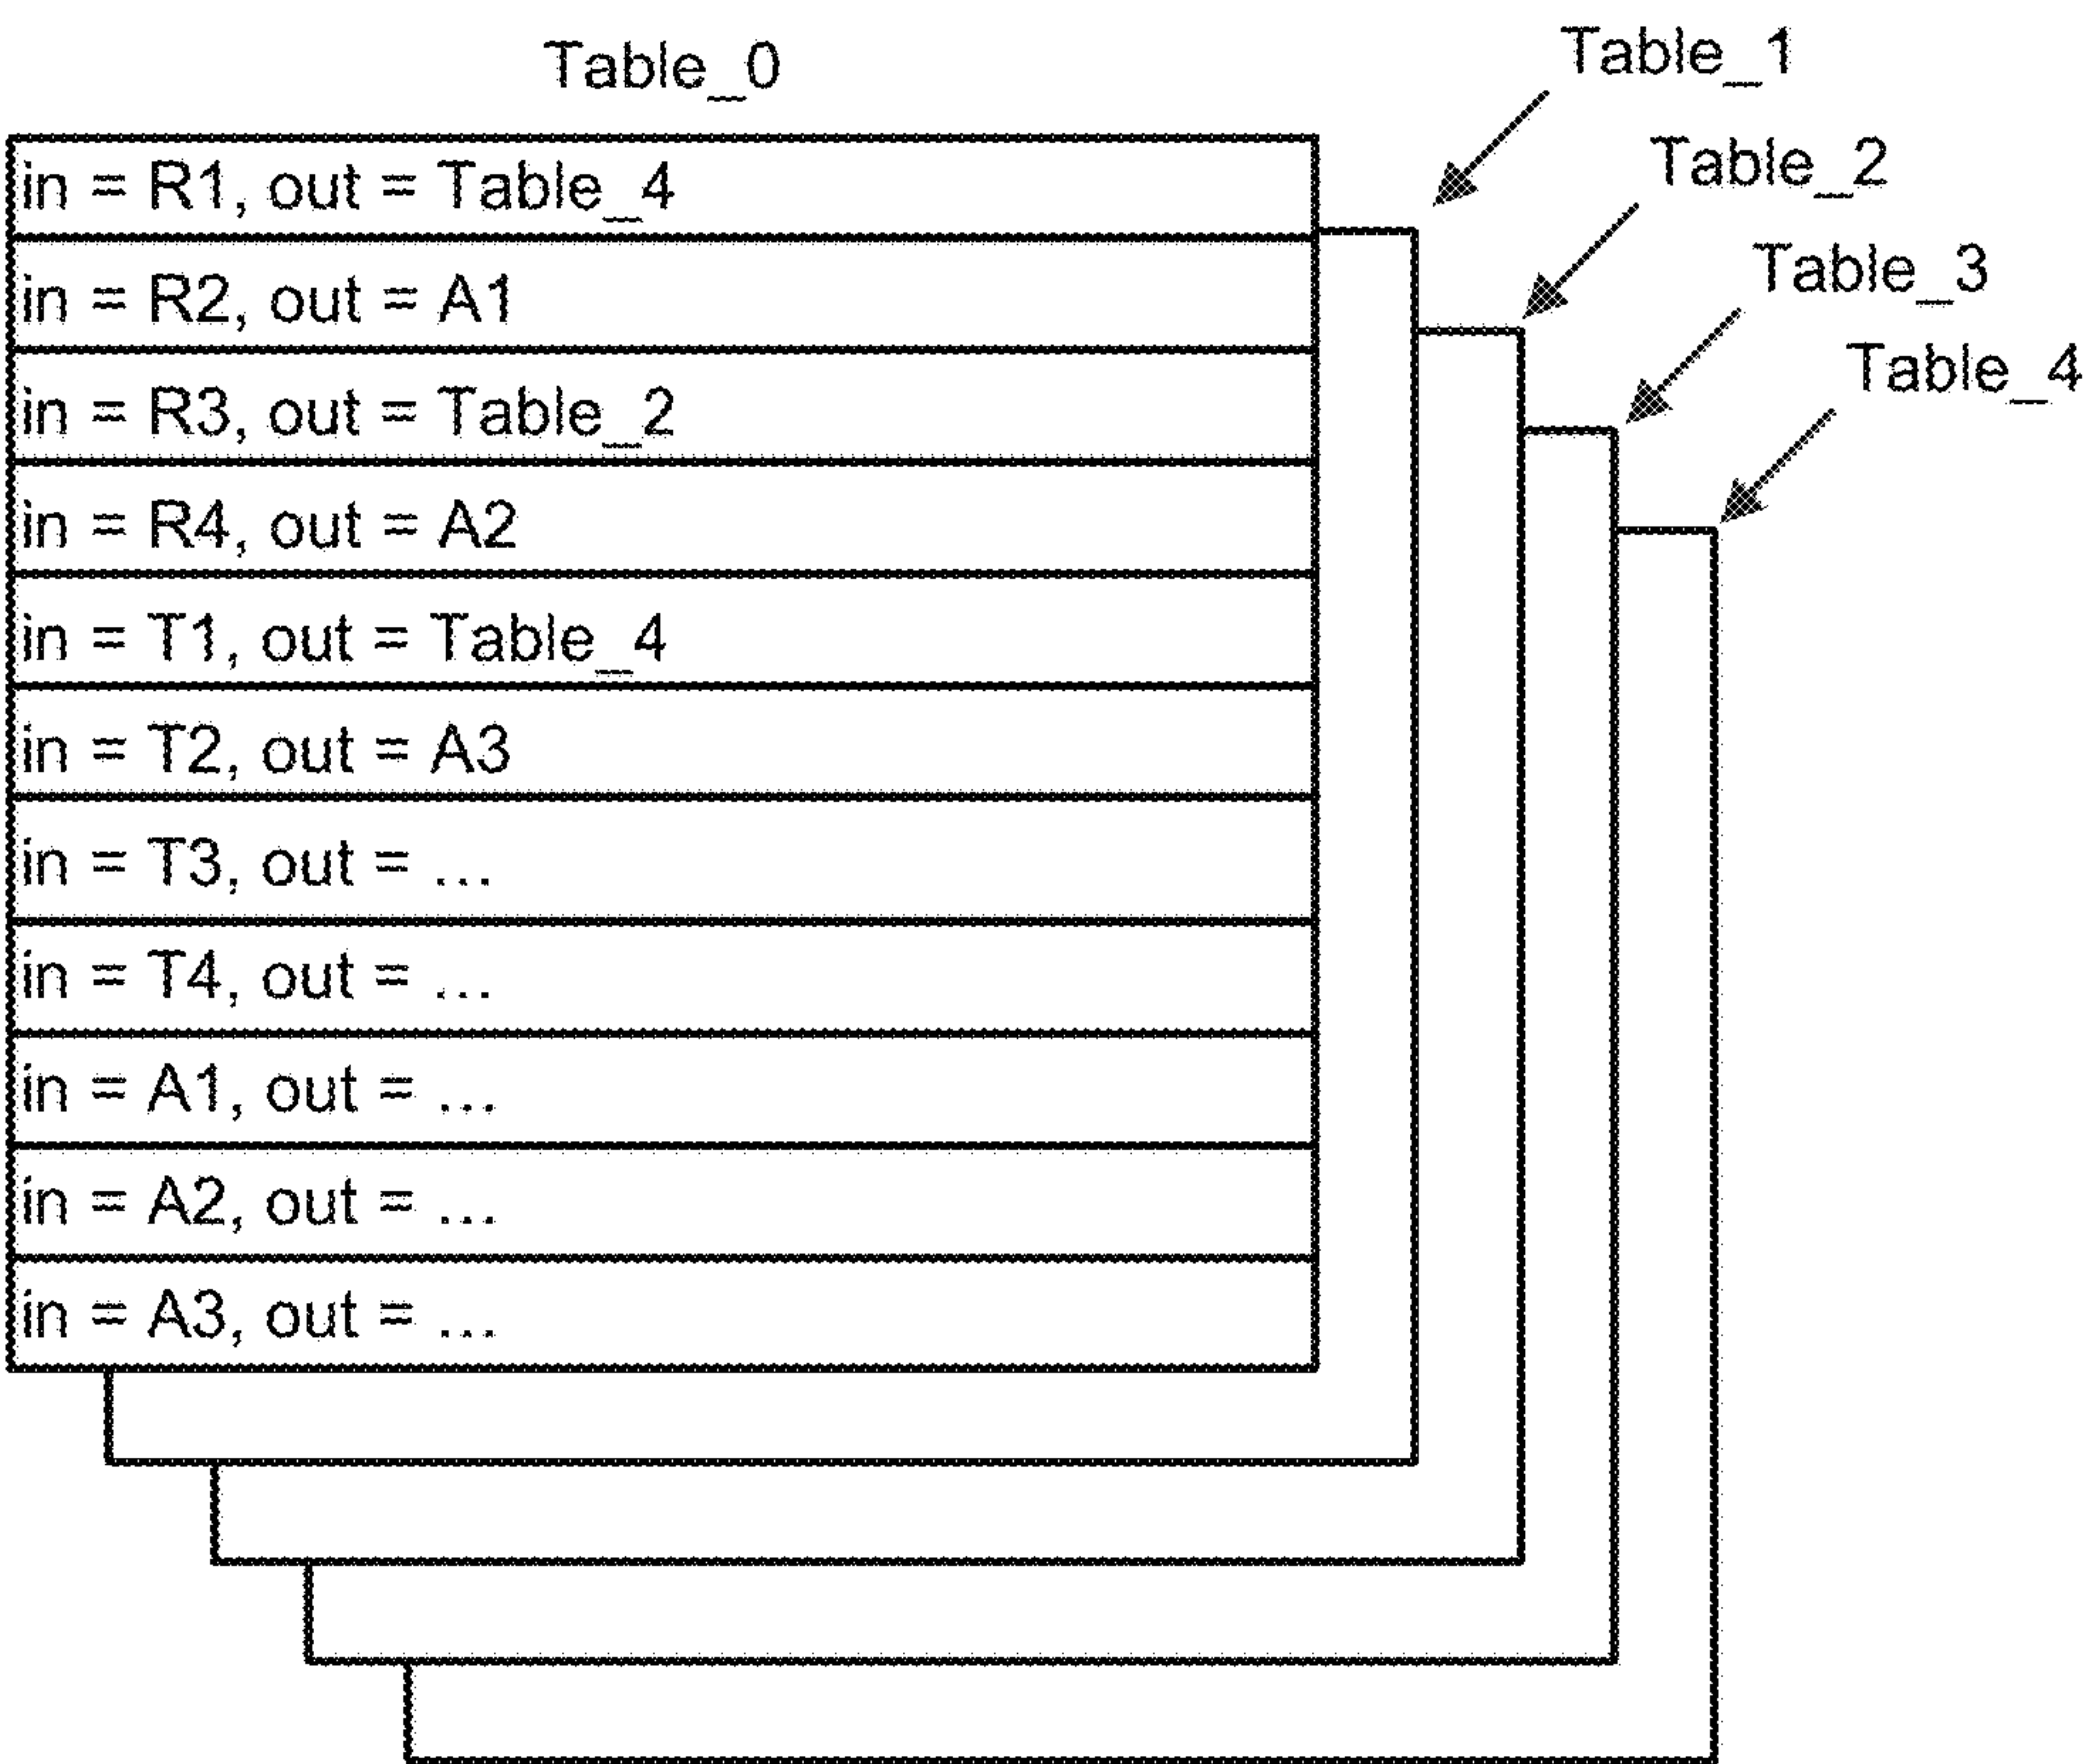 Table_0
Table_1
Table_2
Table_3
Table_4
in = R1, out = Table_4
in = R2, out = A1
in = R3, out = Table_2
in = R4, out = A2
in = T1, out = Table_4
in = T2, out = A3
in = T3, out = ...
in = T4, out = ...
in = A1, out = ...
in = A2, out = ...
in = A3, out = ...